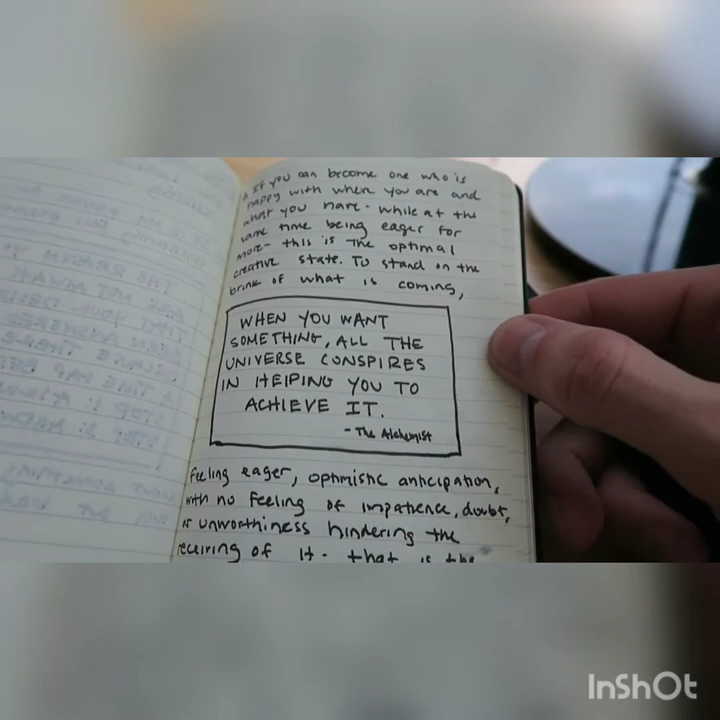 If you can become one who is
happy with where you are and
what you have - while at the
same time being eager for
more - this is the optimal
creative state. To stand on the
brink of what is coming,
WHEN YOU WANT
SOMETHING, ALL THE
UNIVERSE CONSPIRES
IN HELPING YOU TO
ACHIEVE IT.
- The Alchemist
feeling eager, optimistic anticipation,
with no feeling of impatience, doubt,
or unworthiness hindering the
receiving of it - that is the
InShOt